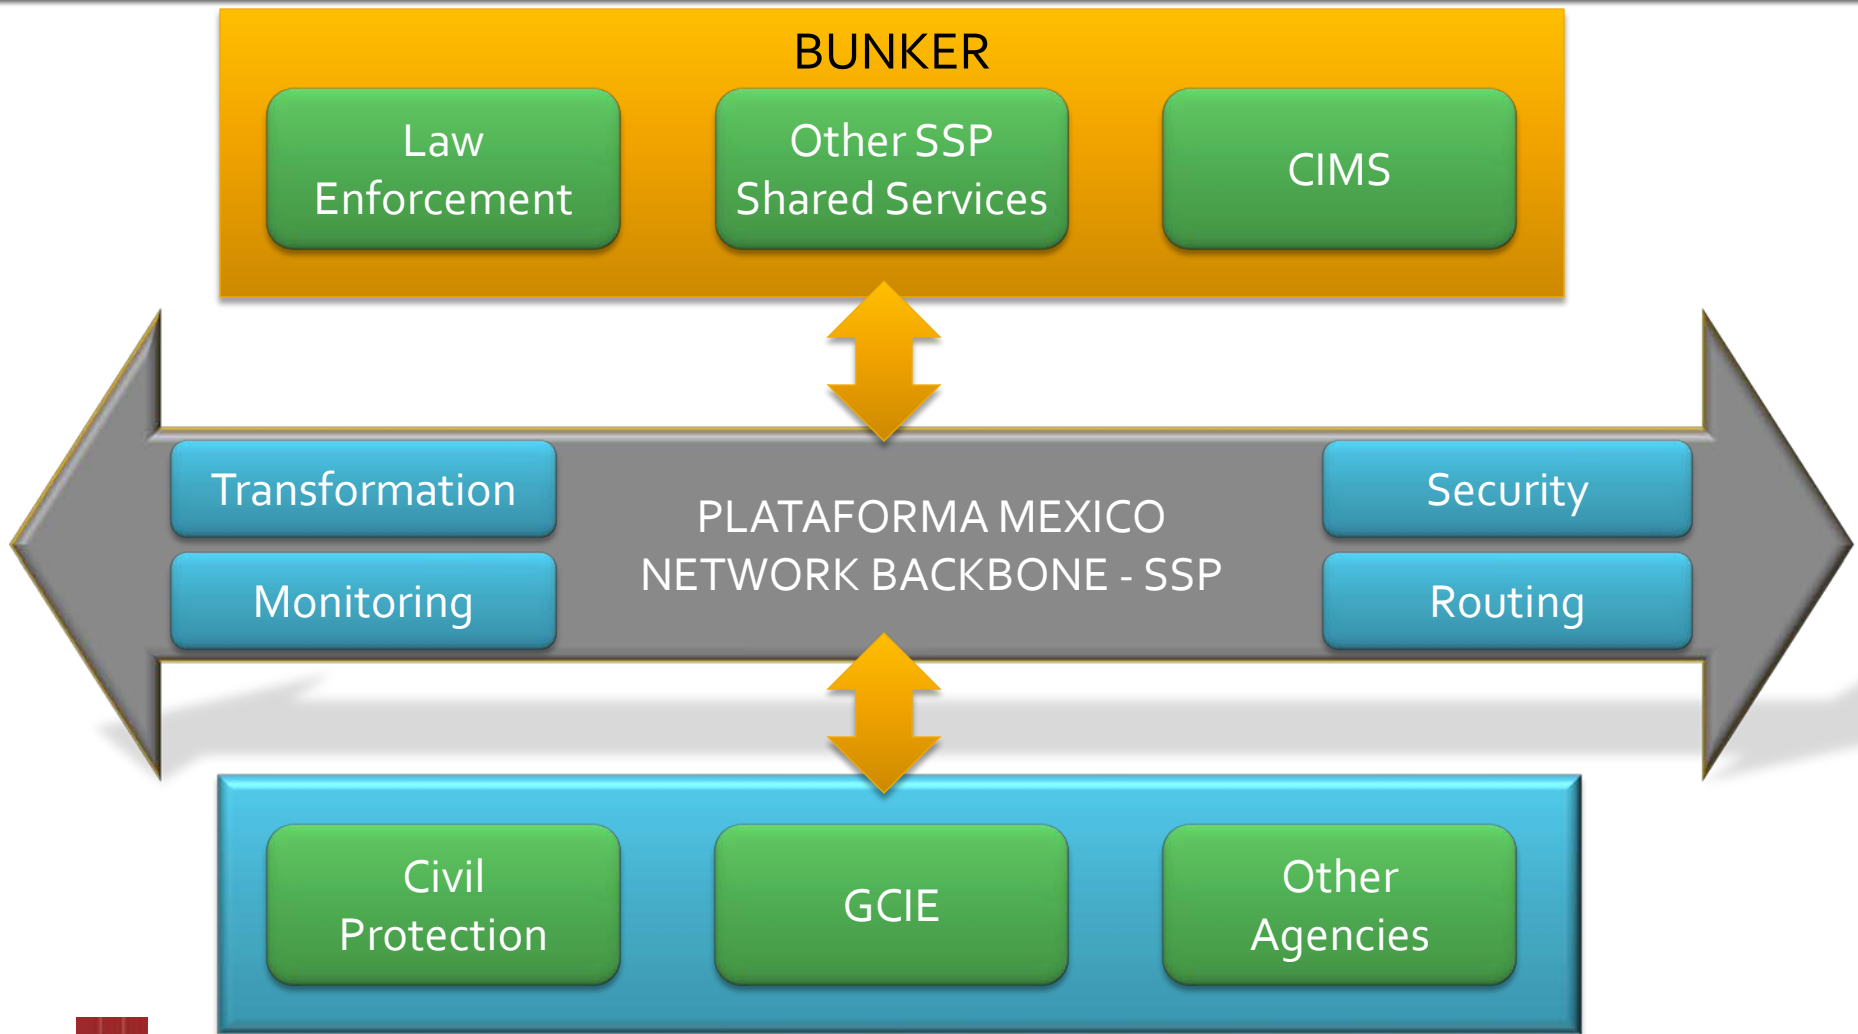 BUNKER
Law
Enforcement
Other SSP
Shared Services
CIMS
Transformation
Monitoring
PLATAFORMA MEXICO
NETWORK BACKBONE - SSP
Security
Routing
Civil
Protection
GCIE
Other
Agencies